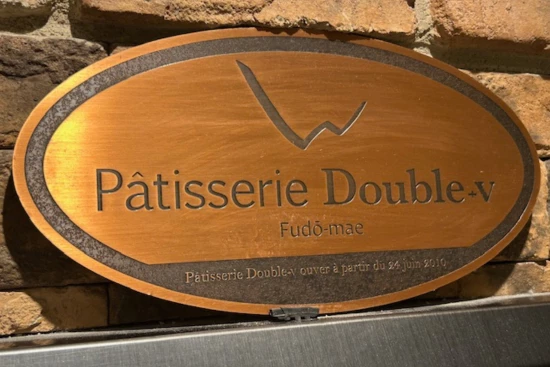 Pâtisserie Double+v
Fudō-mae
Pâtisserie Double-v ouver à partir du 24 juin 2010